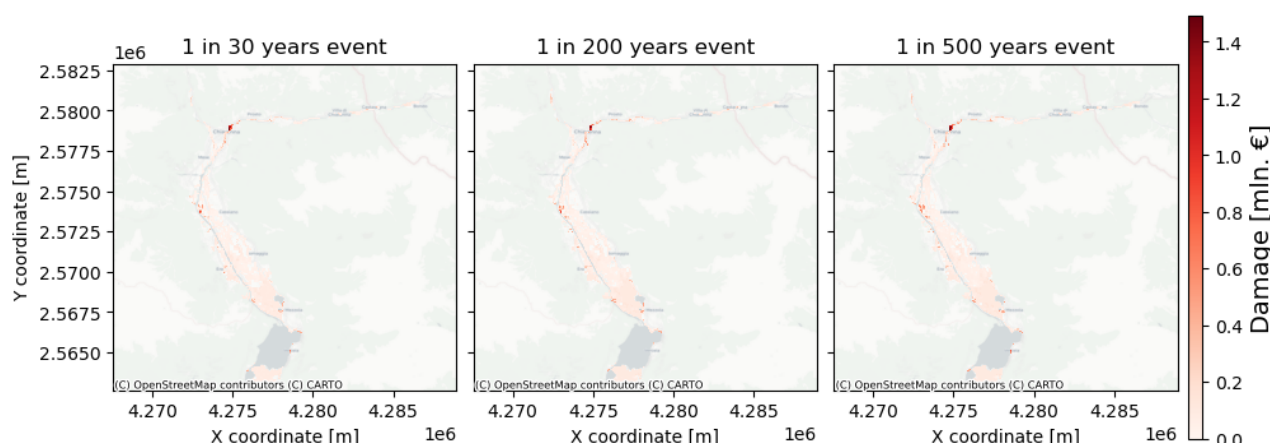 1 in 30 years event
1 in 200 years event
1 in 500 years event
1e6
2.5825
2.5800
2.5775
2.5750
2.5725
2.5700
2.5675
2.5650
Y coordinate [m]
(C) OpenStreetMap contributors (C) CARTO
(C) OpenStreetMap contributors (C) CARTO
(C) OpenStreetMap contributors (C) CARTO
4.270 4.275 4.280 4.285
4.270 4.275 4.280 4.285
4.270 4.275 4.280 4.285
X coordinate [m] 1e6
X coordinate [m] 1e6
X coordinate [m] 1e6
1.4
1.2
1.0
0.8
0.6
0.4
0.2
0.0
Damage [mln. €]